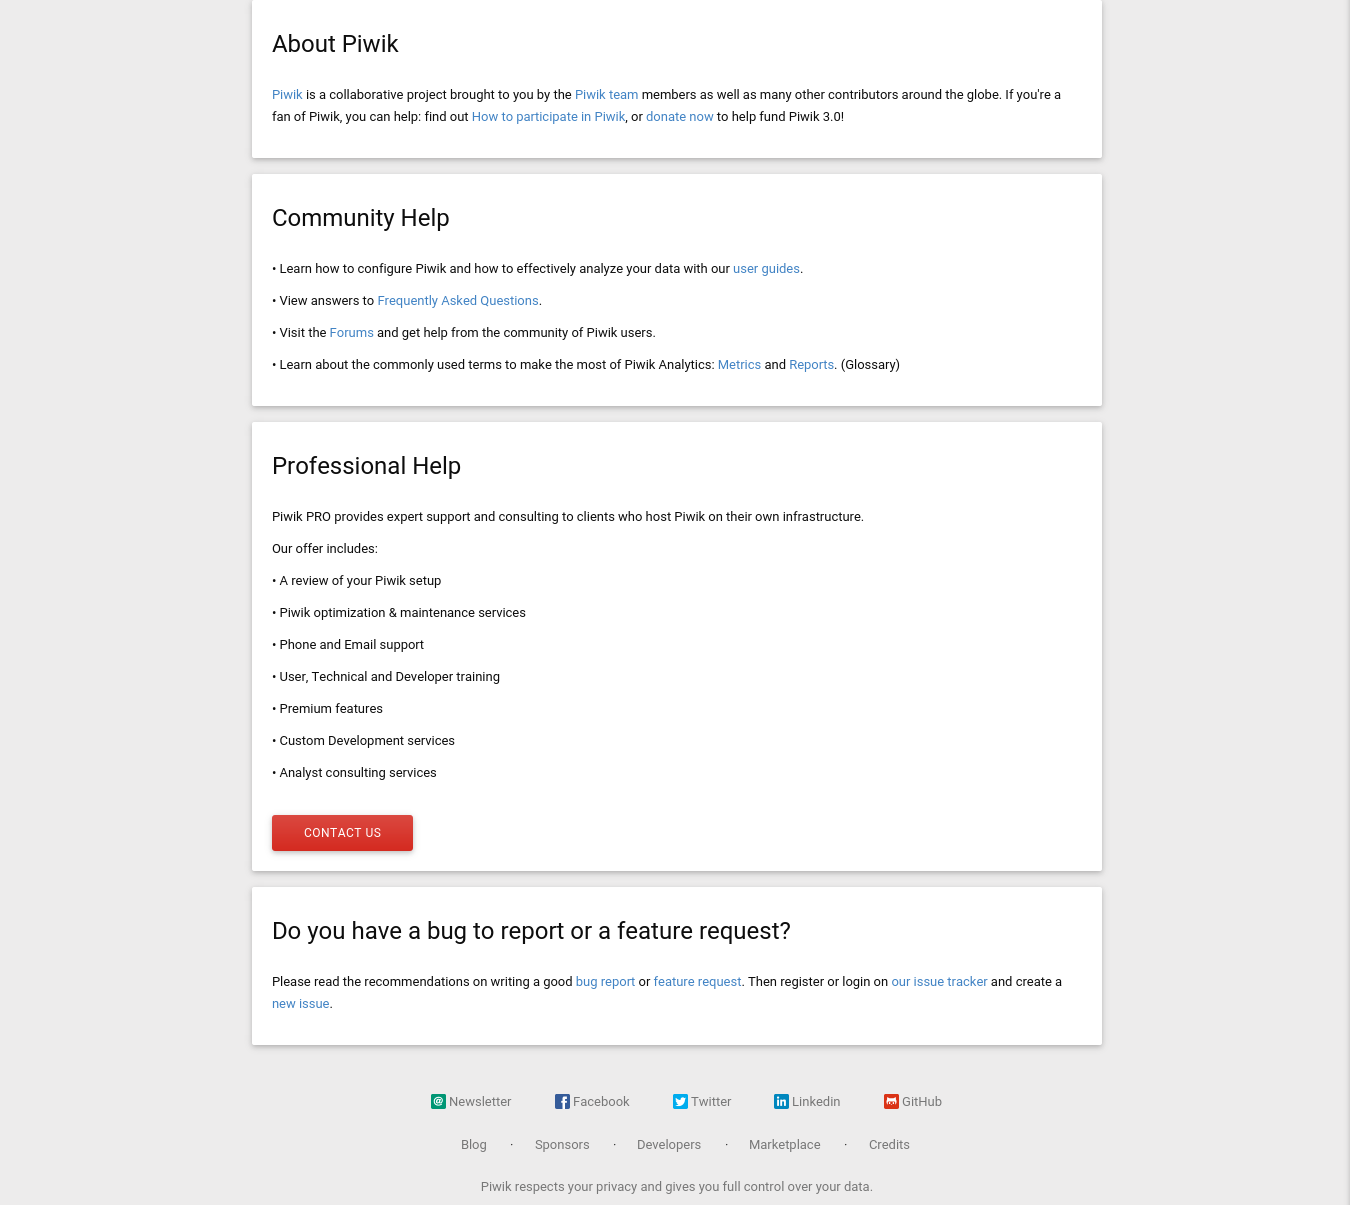 About Piwik
Piwik is a collaborative project brought to you by the Piwik team members as well as many other contributors around the globe. If you're a
fan of Piwik, you can help: find out How to participate in Piwik, or donate now to help fund Piwik 3.0!
Community Help
• Learn how to configure Piwik and how to effectively analyze your data with our user guides.
• View answers to Frequently Asked Questions.
• Visit the Forums and get help from the community of Piwik users.
• Learn about the commonly used terms to make the most of Piwik Analytics: Metrics and Reports. (Glossary)
Professional Help
Piwik PRO provides expert support and consulting to clients who host Piwik on their own infrastructure.
Our offer includes:
• A review of your Piwik setup
• Piwik optimization & maintenance services
• Phone and Email support
• User, Technical and Developer training
• Premium features
• Custom Development services
• Analyst consulting services
CONTACT US
Do you have a bug to report or a feature request?
Please read the recommendations on writing a good bug report or feature request. Then register or login on our issue tracker and create a
new issue.
Newsletter Facebook Twitter Linkedin GitHub
Blog · Sponsors · Developers · Marketplace · Credits
Piwik respects your privacy and gives you full control over your data.